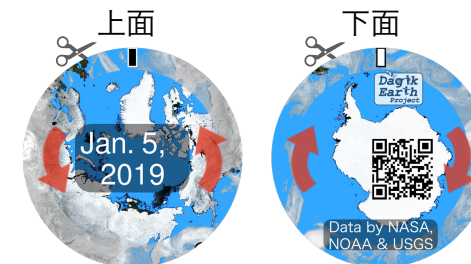 上面
下面
Jan. 5,
2019
Dagik
Earth
Project
Data by NASA,
NOAA & USGS